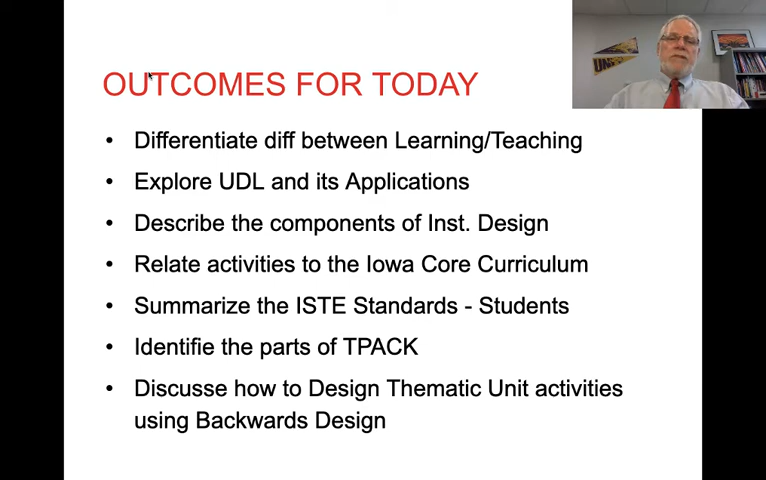 OUTCOMES FOR TODAY
• Differentiate diff between Learning/Teaching
• Explore UDL and its Applications
• Describe the components of Inst. Design
• Relate activities to the Iowa Core Curriculum
• Summarize the ISTE Standards - Students
• Identifie the parts of TPACK
• Discusse how to Design Thematic Unit activities
using Backwards Design
UNI